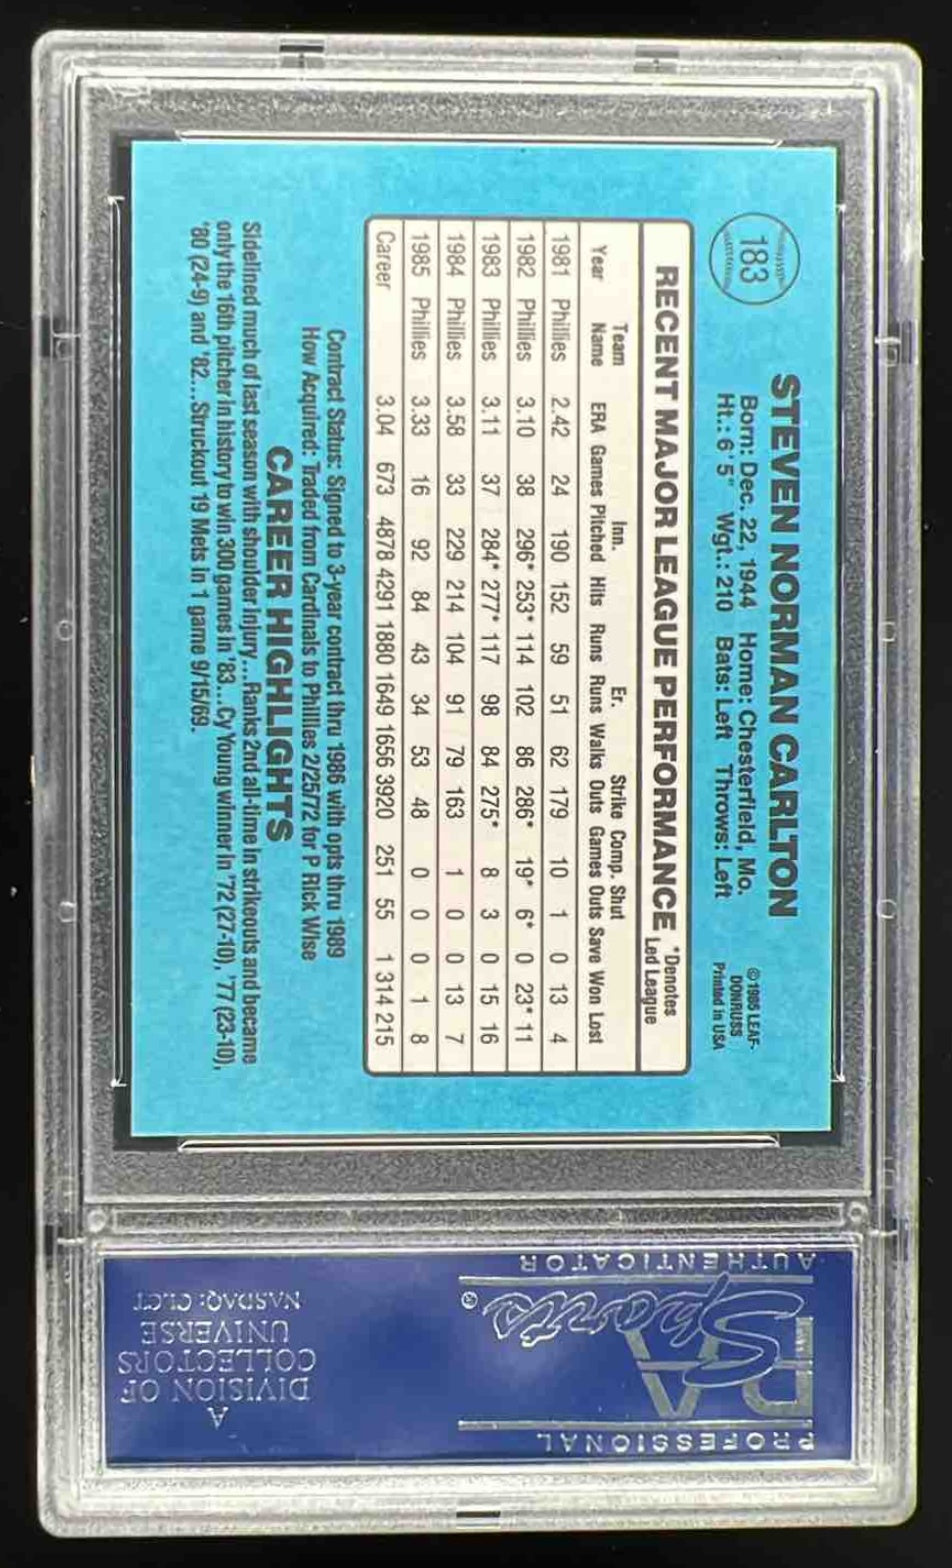 183
STEVEN NORMAN CARLTON
Born: Dec. 22, 1944 Home: Chesterfield, Mo.
Ht.: 6'5" Wgt.: 210 Bats: Left Throws: Left
©1985 LEAF-
DONRUSS
Printed in USA
RECENT MAJOR LEAGUE PERFORMANCE *Denotes
Led League
Team Inn. Er. Strike Comp. Shut
Year Name ERA Games Pitched Hits Runs Runs Walks Outs Games Outs Save Won Lost
1981 Phillies 2.42 24 190 152 59 51 62 179 10 1 0 13 4
1982 Phillies 3.10 38 296* 253* 114 102 86 286* 19* 6* 0 23* 11
1983 Phillies 3.11 37 284* 277* 117 98 84 275* 8 3 0 15 16
1984 Phillies 3.58 33 229 214 104 91 79 163 1 0 0 13 7
1985 Phillies 3.33 16 92 84 43 34 53 48 0 0 0 1 8
Career 3.04 673 4878 4291 1880 1649 1656 3920 251 55 1 314 215
Contract Status: Signed to 3-year contract thru 1986 with opts thru 1989
How Acquired: Traded from Cardinals to Phillies 2/25/72 for P Rick Wise
CAREER HIGHLIGHTS
Sidelined much of last season with shoulder injury...Ranks 2nd all-time in strikeouts and became
only the 16th pitcher in history to win 300 games in '83...Cy Young winner in '72 (27-10), '77 (23-10),
'80 (24-9) and '82...Struckout 19 Mets in 1 game 9/15/69.
PROFESSIONAL
PSA
Sports®
AUTHENTICATOR
A
DIVISION OF
COLLECTORS
UNIVERSE
NASDAQ: CLCT